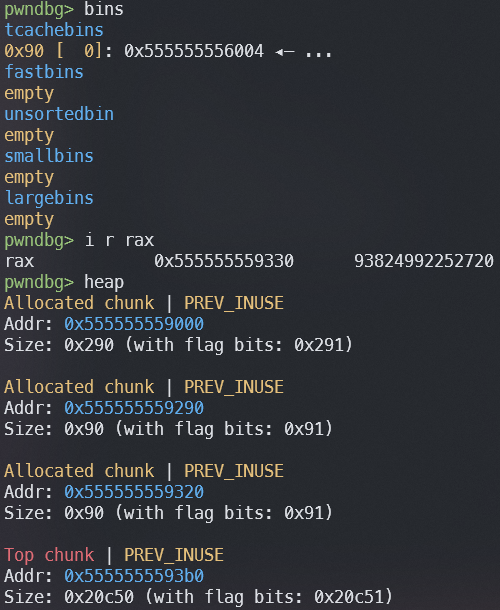 pwndbg> bins
tcachebins
0x90 [  0]: 0x555555556004 ◂— ...
fastbins
empty
unsortedbin
empty
smallbins
empty
largebins
empty
pwndbg> i r rax
rax            0x555555559330      93824992252720
pwndbg> heap
Allocated chunk | PREV_INUSE
Addr: 0x555555559000
Size: 0x290 (with flag bits: 0x291)

Allocated chunk | PREV_INUSE
Addr: 0x555555559290
Size: 0x90 (with flag bits: 0x91)

Allocated chunk | PREV_INUSE
Addr: 0x555555559320
Size: 0x90 (with flag bits: 0x91)

Top chunk | PREV_INUSE
Addr: 0x5555555593b0
Size: 0x20c50 (with flag bits: 0x20c51)